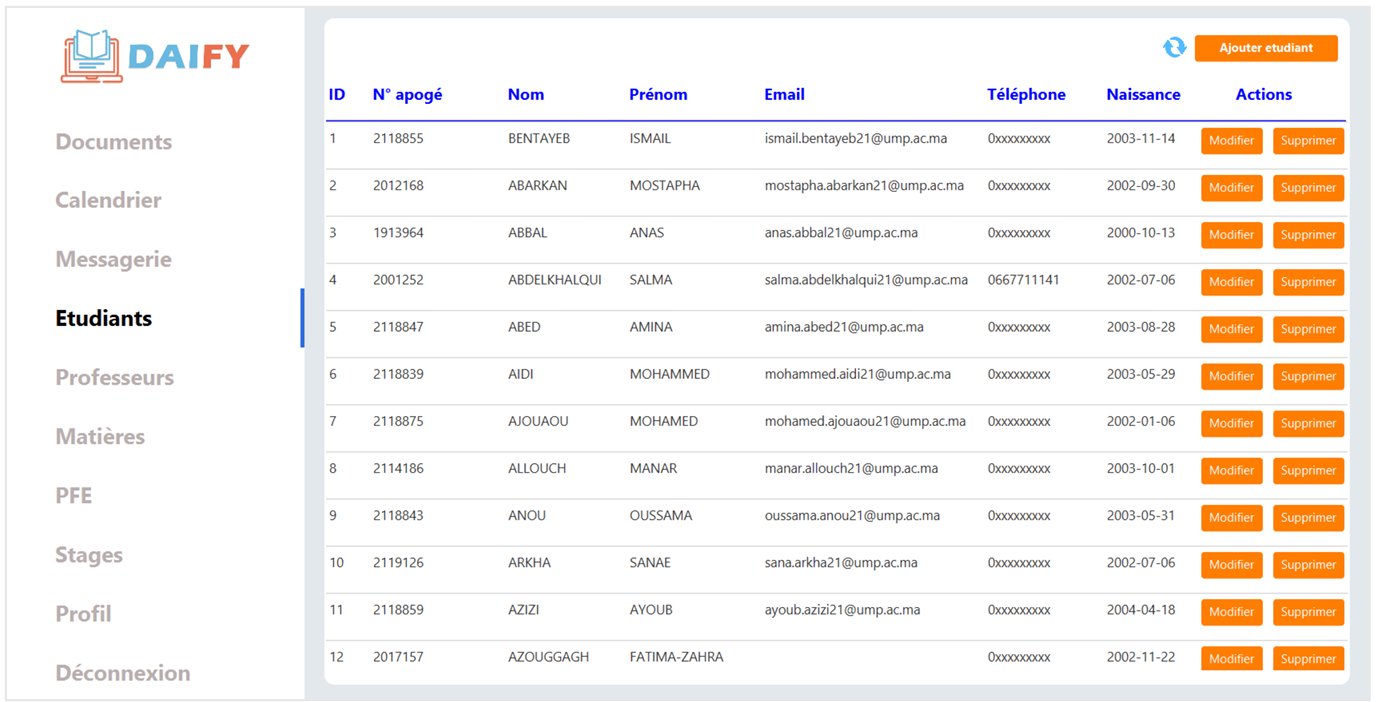 DAIFY
Documents
Calendrier
Messagerie
Etudiants
Professeurs
Matières
PFE
Stages
Profil
Déconnexion
Ajouter etudiant
ID N° apogé Nom Prénom Email Téléphone Naissance Actions
1 2118855 BENTAYEB ISMAIL ismail.bentayeb21@ump.ac.ma 0xxxxxxxxx 2003-11-14 Modifier Supprimer
2 2012168 ABARKAN MOSTAPHA mostapha.abarkan21@ump.ac.ma 0xxxxxxxxx 2002-09-30 Modifier Supprimer
3 1913964 ABBAL ANAS anas.abbal21@ump.ac.ma 0xxxxxxxxx 2000-10-13 Modifier Supprimer
4 2001252 ABDELKHALQUI SALMA salma.abdelkhalqui21@ump.ac.ma 0667711141 2002-07-06 Modifier Supprimer
5 2118847 ABED AMINA amina.abed21@ump.ac.ma 0xxxxxxxxx 2003-08-28 Modifier Supprimer
6 2118839 AIDI MOHAMMED mohammed.aidi21@ump.ac.ma 0xxxxxxxxx 2003-05-29 Modifier Supprimer
7 2118875 AJOUAOU MOHAMED mohamed.ajouaou21@ump.ac.ma 0xxxxxxxxx 2002-01-06 Modifier Supprimer
8 2114186 ALLOUCH MANAR manar.allouch21@ump.ac.ma 0xxxxxxxxx 2003-10-01 Modifier Supprimer
9 2118843 ANOU OUSSAMA oussama.anou21@ump.ac.ma 0xxxxxxxxx 2003-05-31 Modifier Supprimer
10 2119126 ARKHA SANAE sana.arkha21@ump.ac.ma 0xxxxxxxxx 2002-07-06 Modifier Supprimer
11 2118859 AZIZI AYOUB ayoub.azizi21@ump.ac.ma 0xxxxxxxxx 2004-04-18 Modifier Supprimer
12 2017157 AZOUGGAGH FATIMA-ZAHRA 0xxxxxxxxx 2002-11-22 Modifier Supprimer